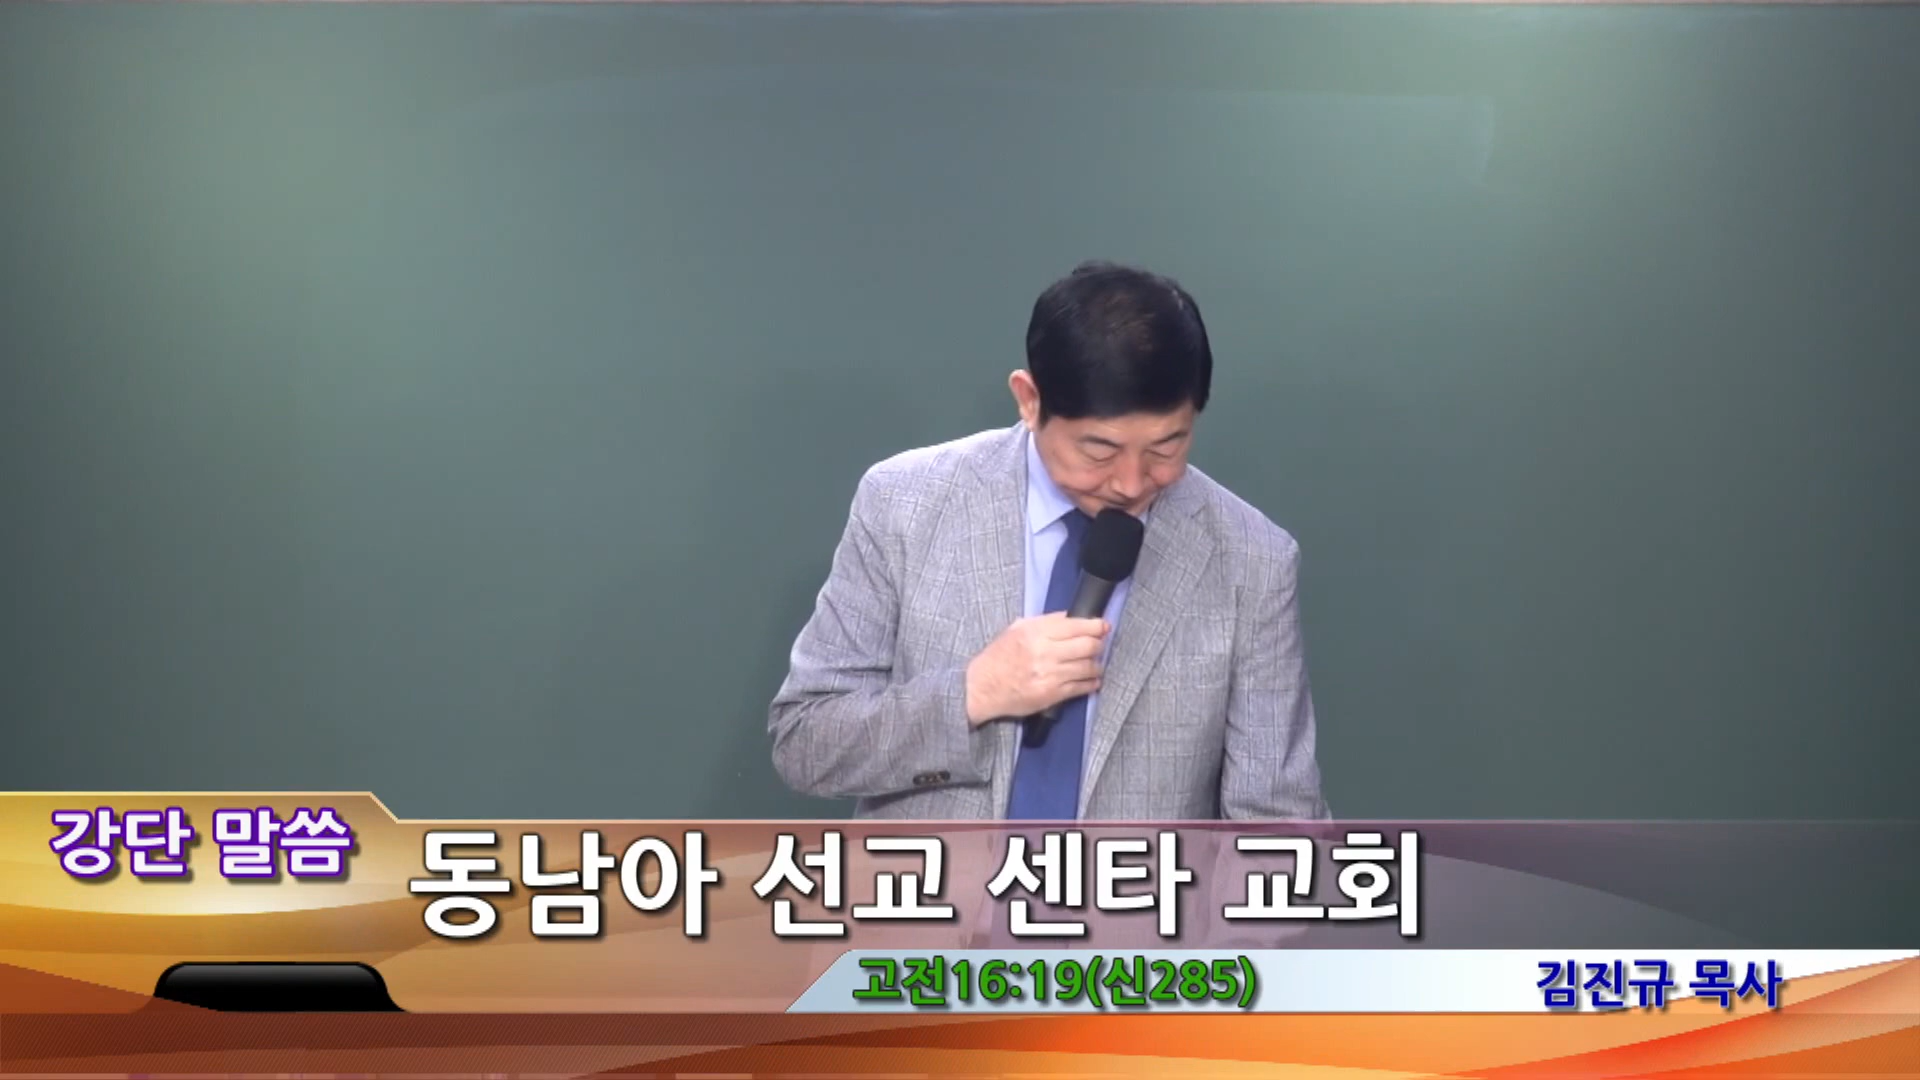 강단 말씀
동남아 선교 센타 교회
고전16:19(신285)
김진규 목사